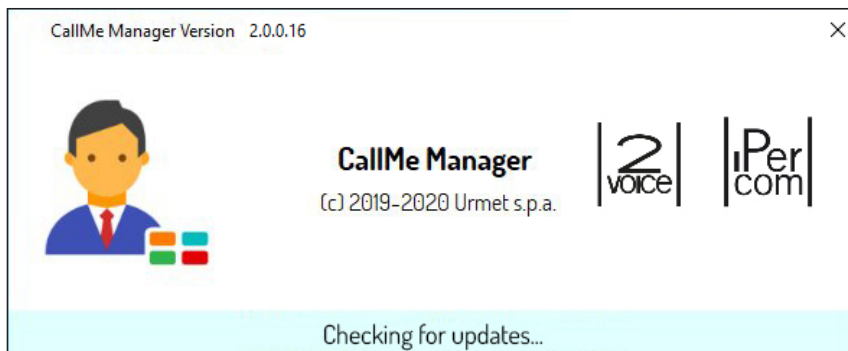 CallMe Manager Version 2.0.0.16
CallMe Manager
(c) 2019-2020 Urmet s.p.a.
2
VOICE
iPer
com
Checking for updates...